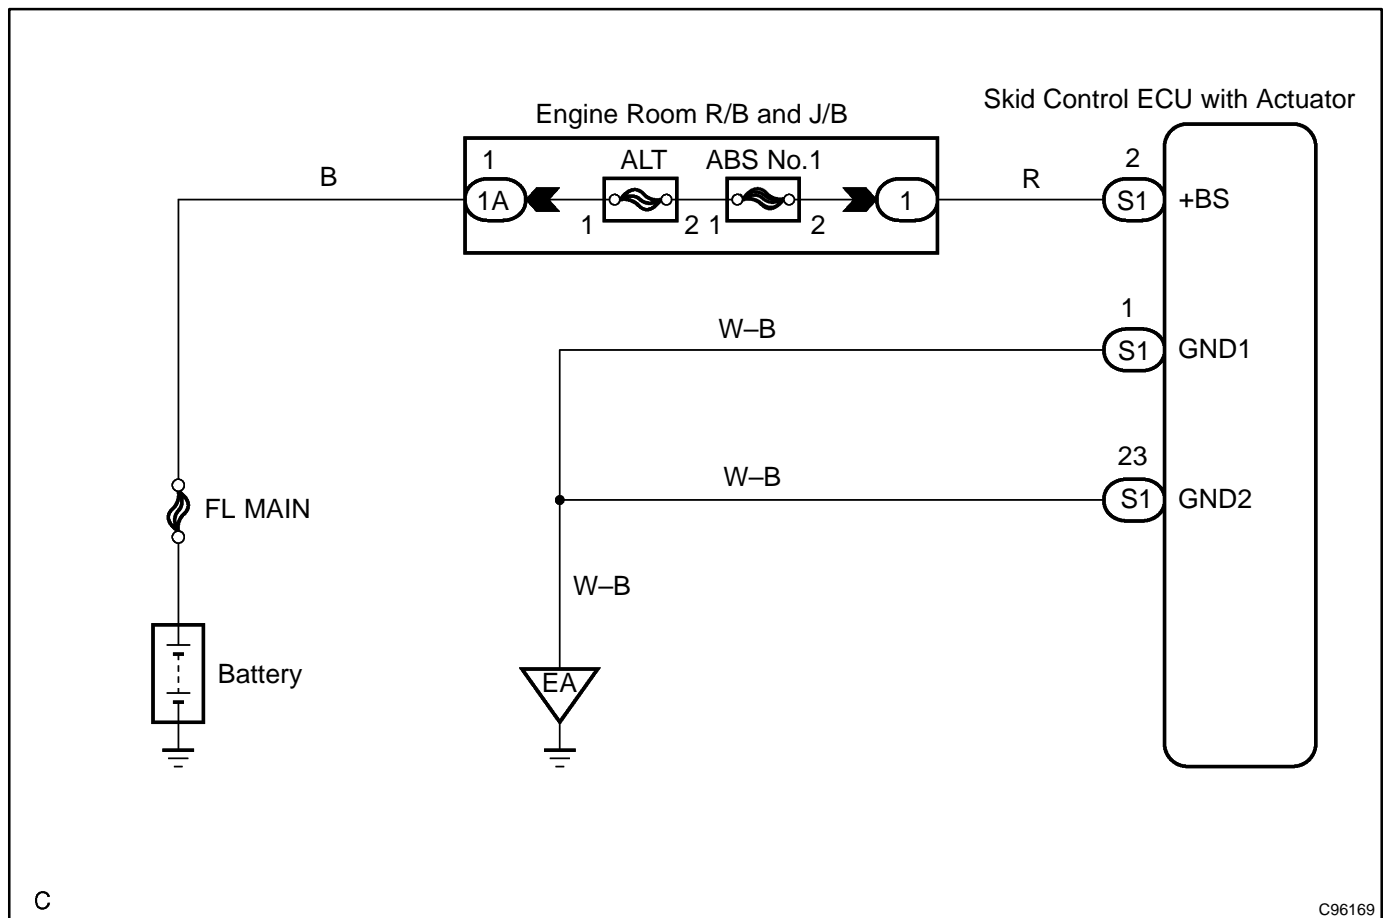 Skid Control ECU with Actuator
Engine Room R/B and J/B
1
ALT
ABS No.1
2
B
R
1A
1
S1
+BS
1
2
1
2
1
W–B
S1
GND1
23
W–B
S1
GND2
FL MAIN
W–B
Battery
EA
C
C96169